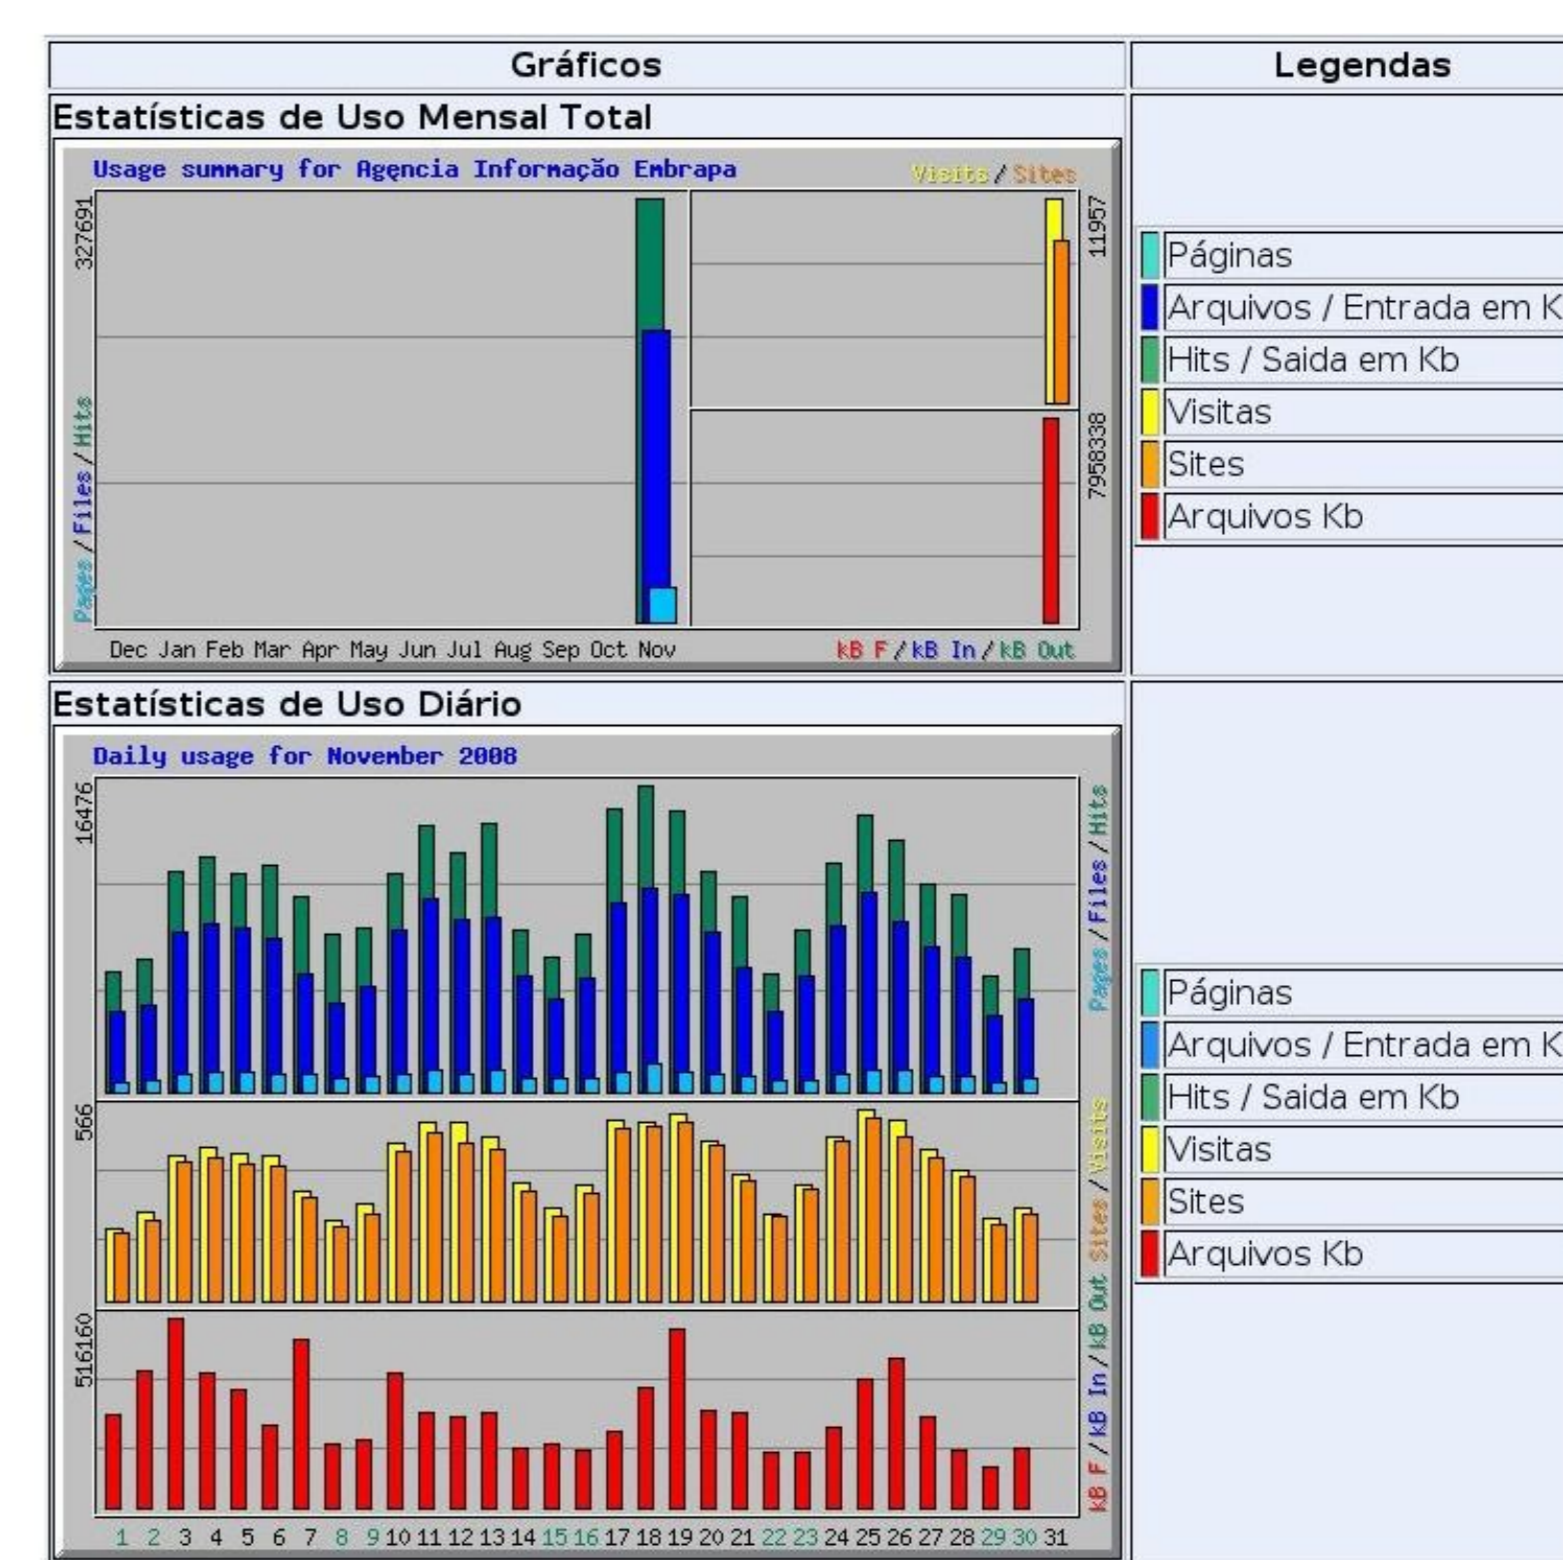 Gráficos
Legendas
Estatísticas de Uso Mensal Total
Usage summary for Agęncia Informaçăo Embrapa
Visits / Sites
327691
11957
Pages / Files / Hits
7958338
Dec Jan Feb Mar Apr May Jun Jul Aug Sep Oct Nov
kB F / kB In / kB Out
Páginas
Arquivos / Entrada em K
Hits / Saida em Kb
Visitas
Sites
Arquivos Kb
Estatísticas de Uso Diário
Daily usage for November 2008
16476
566
516160
Pages / Files / Hits
Sites / Visits
kB F / kB In / kB Out
1 2 3 4 5 6 7 8 9 10 11 12 13 14 15 16 17 18 19 20 21 22 23 24 25 26 27 28 29 30 31
Páginas
Arquivos / Entrada em K
Hits / Saida em Kb
Visitas
Sites
Arquivos Kb